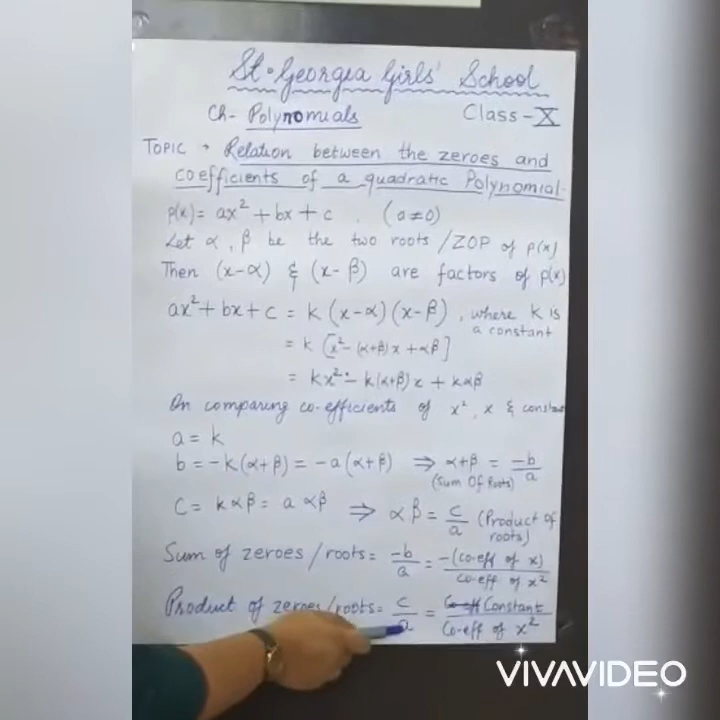 St. Georgea Girls' School
Ch- Polynomials Class-X
TOPIC → Relation between the zeroes and
coefficients of a quadratic Polynomial.
p(x)= ax² + bx + c . (a≠0)
Let α, β be the two roots/ZOP of p(x)
Then (x-α) & (x-β) are factors of p(x)
ax²+bx+c = k (x-α)(x-β), where k is
a constant
= k [x²-(α+β)x+αβ]
= kx²- k(α+β)x + kαβ
On comparing co-efficients of x², x & constan
a = k
b = -k(α+β) = -a(α+β) ⇒ α+β = -b/a
(Sum Of Roots)
C = kαβ = a αβ ⇒ αβ = c/a (Product of
roots)
Sum of zeroes/roots = -b/a = -(co-eff of x)/co-eff of x²
Product of zeroes/roots = c/a = Constant/Co-eff of x²
VIVAVIDEO